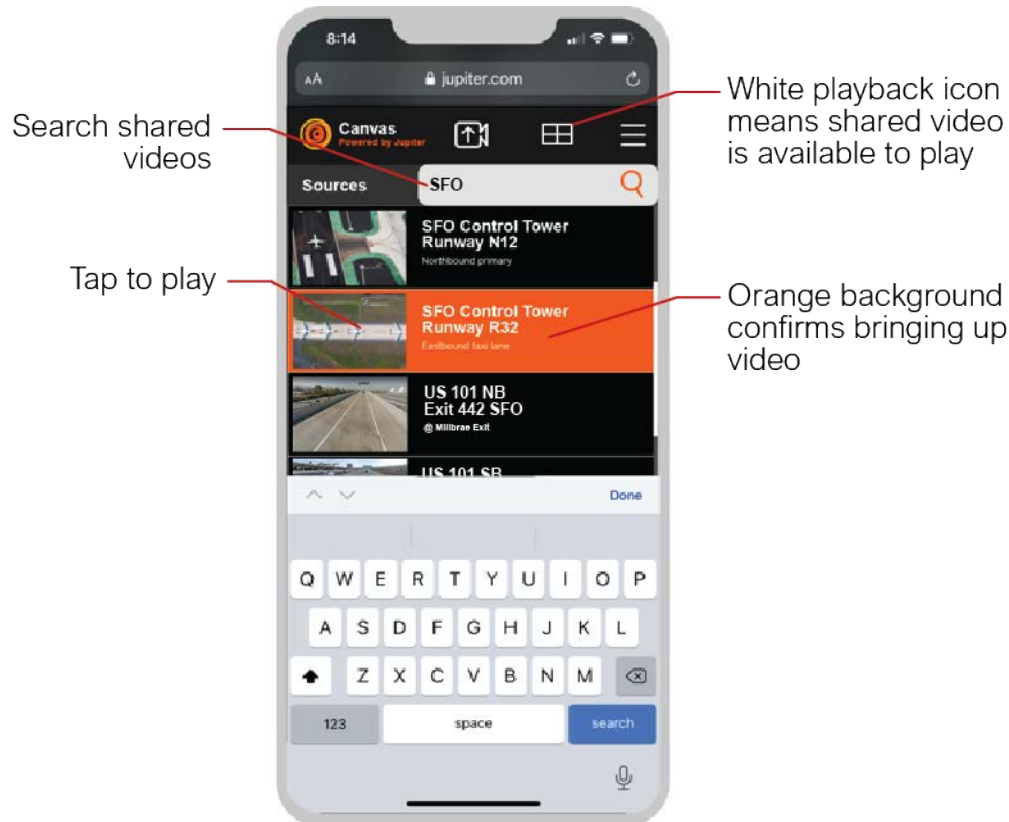 8:14
AA
jupiter.com
Canvas
Powered by Jupiter
Search shared
videos
White playback icon
means shared video
is available to play
Sources
SFO
SFO Control Tower
Runway N12
Northbound primary
Tap to play
SFO Control Tower
Runway R32
Eastbound taxi lane
Orange background
confirms bringing up
video
US 101 NB
Exit 442 SFO
@ Millbrae Exit
US 101 SB
Done
Q W E R T Y U I O P
A S D F G H J K L
Z X C V B N M
123
space
search